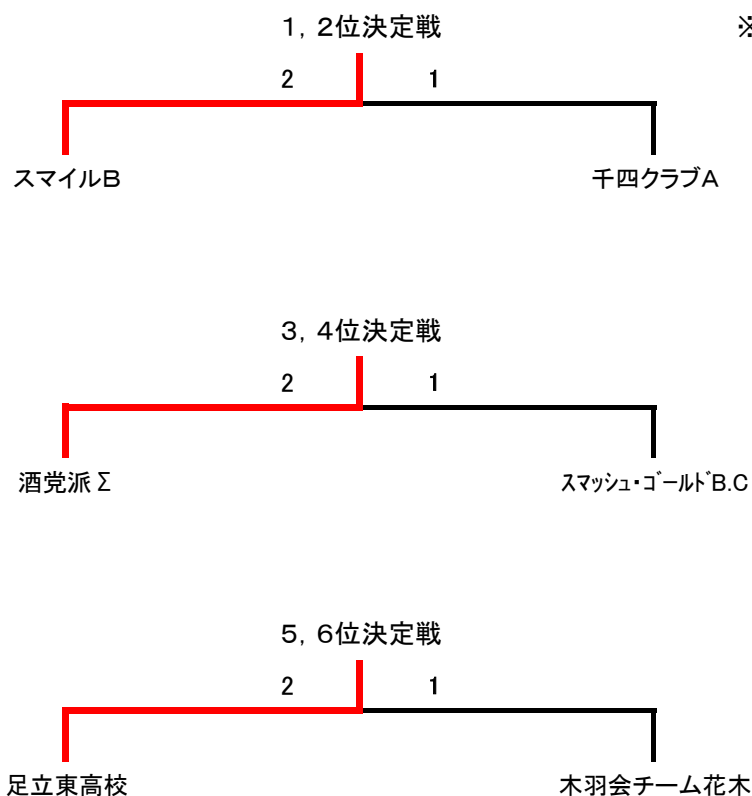 1，2位決定戦 ※
2 1
スマイルB 千四クラブA
3，4位決定戦
2 1
酒党派Σ ｽﾏｯｼｭ・ｺﾞｰﾙﾄﾞB.C
5，6位決定戦
2 1
足立東高校 木羽会チーム花木